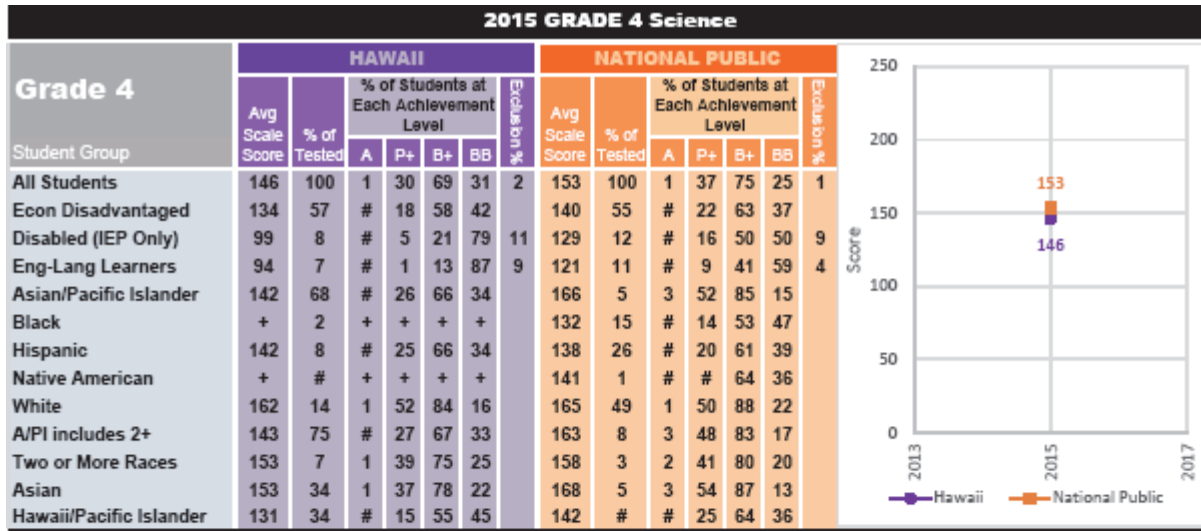 2015 GRADE 4 Science
HAWAII NATIONAL PUBLIC
Grade 4
Student Group
Avg Scale Score % of Tested % of Students at Each Achievement Level Exclusion % Avg Scale Score % of Tested % of Students at Each Achievement Level Exclusion %
A P+ B+ BB A P+ B+ BB
All Students 146 100 1 30 69 31 2 153 100 1 37 75 25 1
Econ Disadvantaged 134 57 # 18 58 42 140 55 # 22 63 37
Disabled (IEP Only) 99 8 # 5 21 79 11 129 12 # 16 50 50 9
Eng-Lang Learners 94 7 # 1 13 87 9 121 11 # 9 41 59 4
Asian/Pacific Islander 142 68 # 26 66 34 166 5 3 52 85 15
Black + 2 + + + + 132 15 # 14 53 47
Hispanic 142 8 # 25 66 34 138 26 # 20 61 39
Native American + # + + + + 141 1 # # 64 36
White 162 14 1 52 84 16 165 49 1 50 88 22
A/PI includes 2+ 143 75 # 27 67 33 163 8 3 48 83 17
Two or More Races 153 7 1 39 75 25 158 3 2 41 80 20
Asian 153 34 1 37 78 22 168 5 3 54 87 13
Hawaii/Pacific Islander 131 34 # 15 55 45 142 # # 25 64 36
250
200
150
100
50
0
Score
153
146
2013 2015 2017
Hawaii National Public